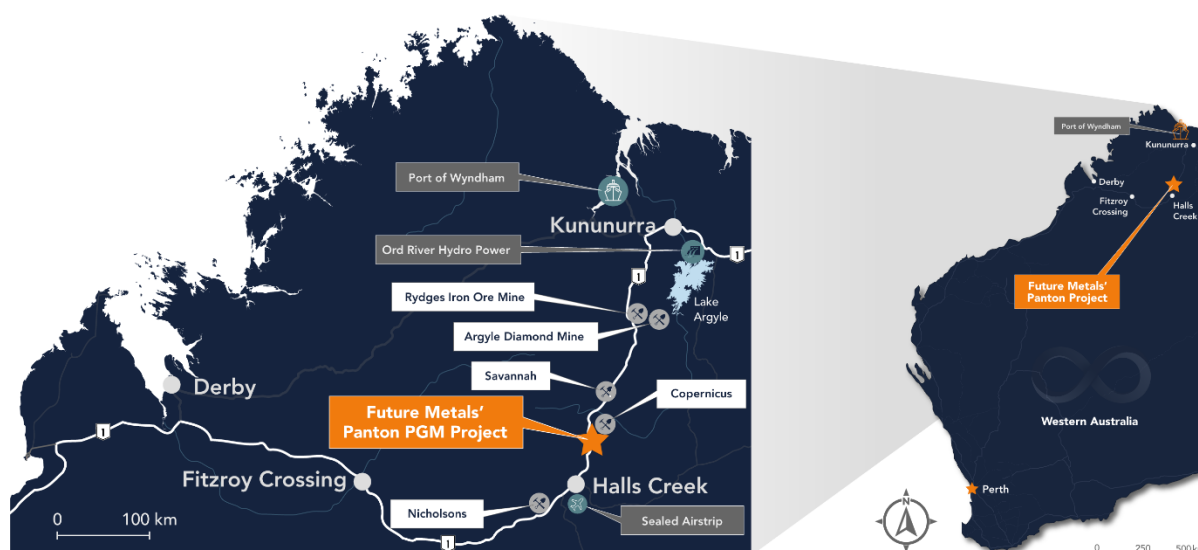 Port of Wyndham
Kununurra
1
Ord River Hydro Power
1
Lake
Argyle
Rydges Iron Ore Mine
Argyle Diamond Mine
Savannah
Copernicus
Derby
Future Metals'
Panton PGM Project
1
Fitzroy Crossing
Halls Creek
Nicholsons
Sealed Airstrip
0 100 km
1
Port of Wyndham
Kununurra
Derby
Fitzroy
Crossing
Halls
Creek
Future Metals'
Panton Project
Western Australia
Perth
N
0 250 500k